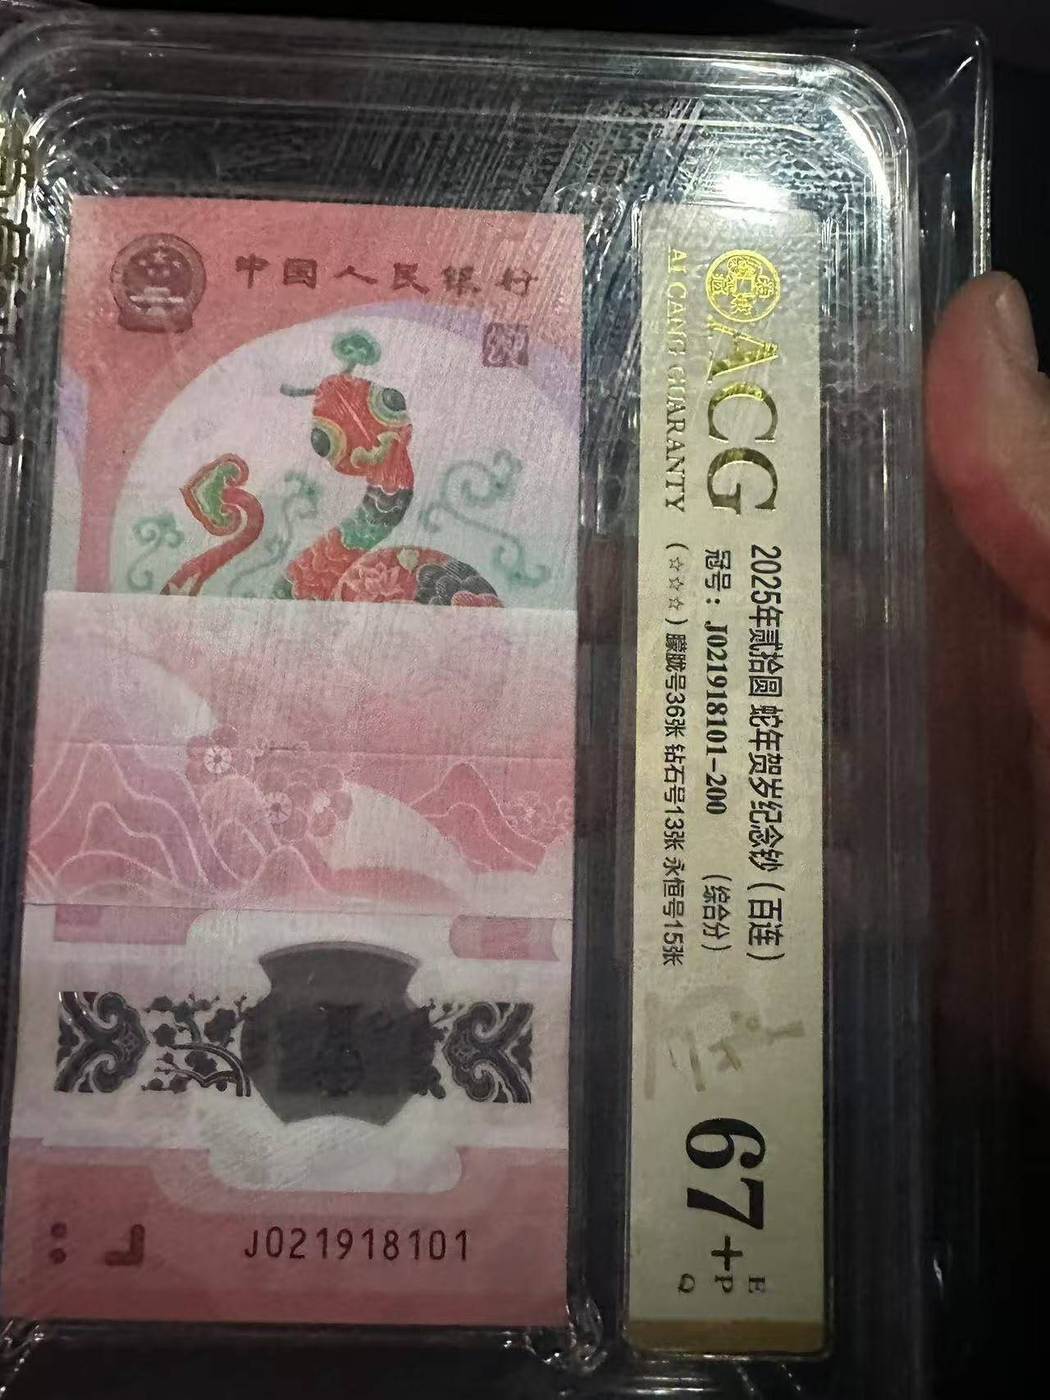 中国人民银行
J021918101
ACG
AI CANG GUARANTY
2025年贰拾圆 蛇年贺岁纪念钞（百连）
冠号：J021918101-200 （综合分）
（☆☆☆）朦胧号36张 钻石号13张 永恒号15张
67+
EPQ